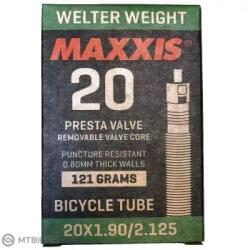 WELTER WEIGHT
MAXXIS®
20
PRESTA VALVE
REMOVABLE VALVE CORE
PUNCTURE RESISTANT
0.80MM THICK WALLS
121 GRAMS
BICYCLE TUBE
20X1.90/2.125
MTBIKER